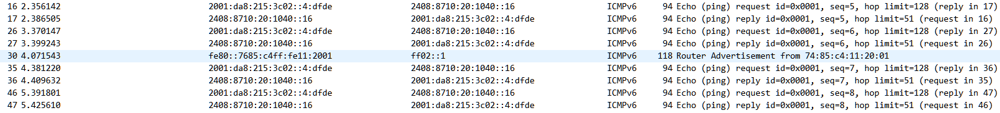 16 2.356142 2001:da8:215:3c02::4:dfde 2408:8710:20:1040::16 ICMPv6 94 Echo (ping) request id=0x0001, seq=5, hop limit=128 (reply in 17)
17 2.386505 2408:8710:20:1040::16 2001:da8:215:3c02::4:dfde ICMPv6 94 Echo (ping) reply id=0x0001, seq=5, hop limit=51 (request in 16)
26 3.370147 2001:da8:215:3c02::4:dfde 2408:8710:20:1040::16 ICMPv6 94 Echo (ping) request id=0x0001, seq=6, hop limit=128 (reply in 27)
27 3.399243 2408:8710:20:1040::16 2001:da8:215:3c02::4:dfde ICMPv6 94 Echo (ping) reply id=0x0001, seq=6, hop limit=51 (request in 26)
30 4.071543 fe80::7685:c4ff:fe11:2001 ff02::1 ICMPv6 118 Router Advertisement from 74:85:c4:11:20:01
35 4.381220 2001:da8:215:3c02::4:dfde 2408:8710:20:1040::16 ICMPv6 94 Echo (ping) request id=0x0001, seq=7, hop limit=128 (reply in 36)
36 4.409632 2408:8710:20:1040::16 2001:da8:215:3c02::4:dfde ICMPv6 94 Echo (ping) reply id=0x0001, seq=7, hop limit=51 (request in 35)
46 5.391801 2001:da8:215:3c02::4:dfde 2408:8710:20:1040::16 ICMPv6 94 Echo (ping) request id=0x0001, seq=8, hop limit=128 (reply in 47)
47 5.425610 2408:8710:20:1040::16 2001:da8:215:3c02::4:dfde ICMPv6 94 Echo (ping) reply id=0x0001, seq=8, hop limit=51 (request in 46)